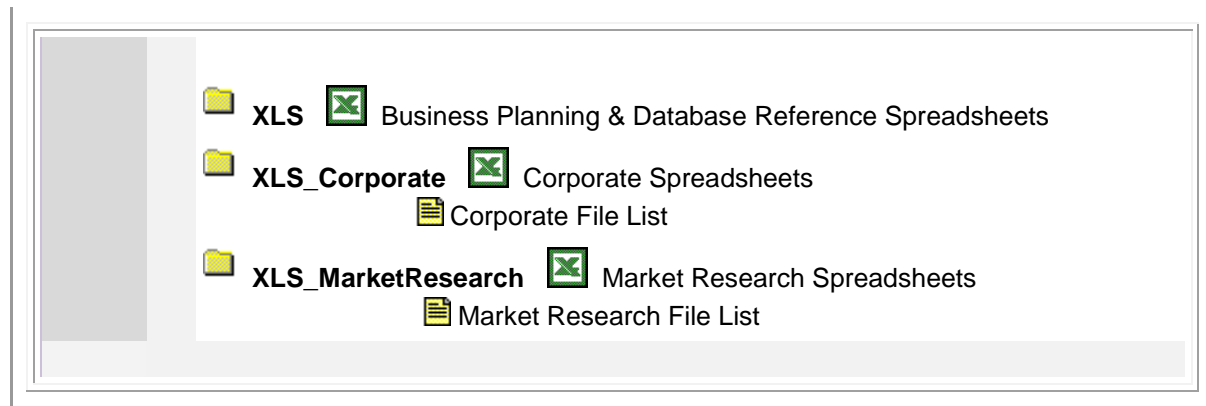 XLS Business Planning & Database Reference Spreadsheets
XLS_Corporate Corporate Spreadsheets
Corporate File List
XLS_MarketResearch Market Research Spreadsheets
Market Research File List